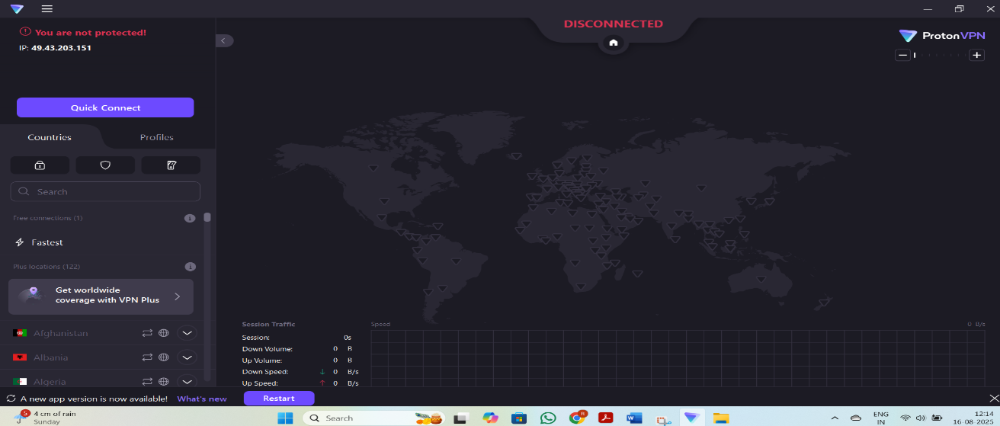 DISCONNECTED
You are not protected!
IP: 49.43.203.151
ProtonVPN
Quick Connect
Countries
Profiles
Search
Free connections (1)
Fastest
Plus locations (122)
Get worldwide
coverage with VPN Plus
Afghanistan
Albania
Algeria
Session Traffic
Session: 0s
Down Volume: 0 B
Up Volume: 0 B
Down Speed: 0 B/s
Up Speed: 0 B/s
Speed
0 B/s
A new app version is now available! What's new Restart
5
4 cm of rain
Sunday
Search
ENG
IN
12:14
16-08-2025